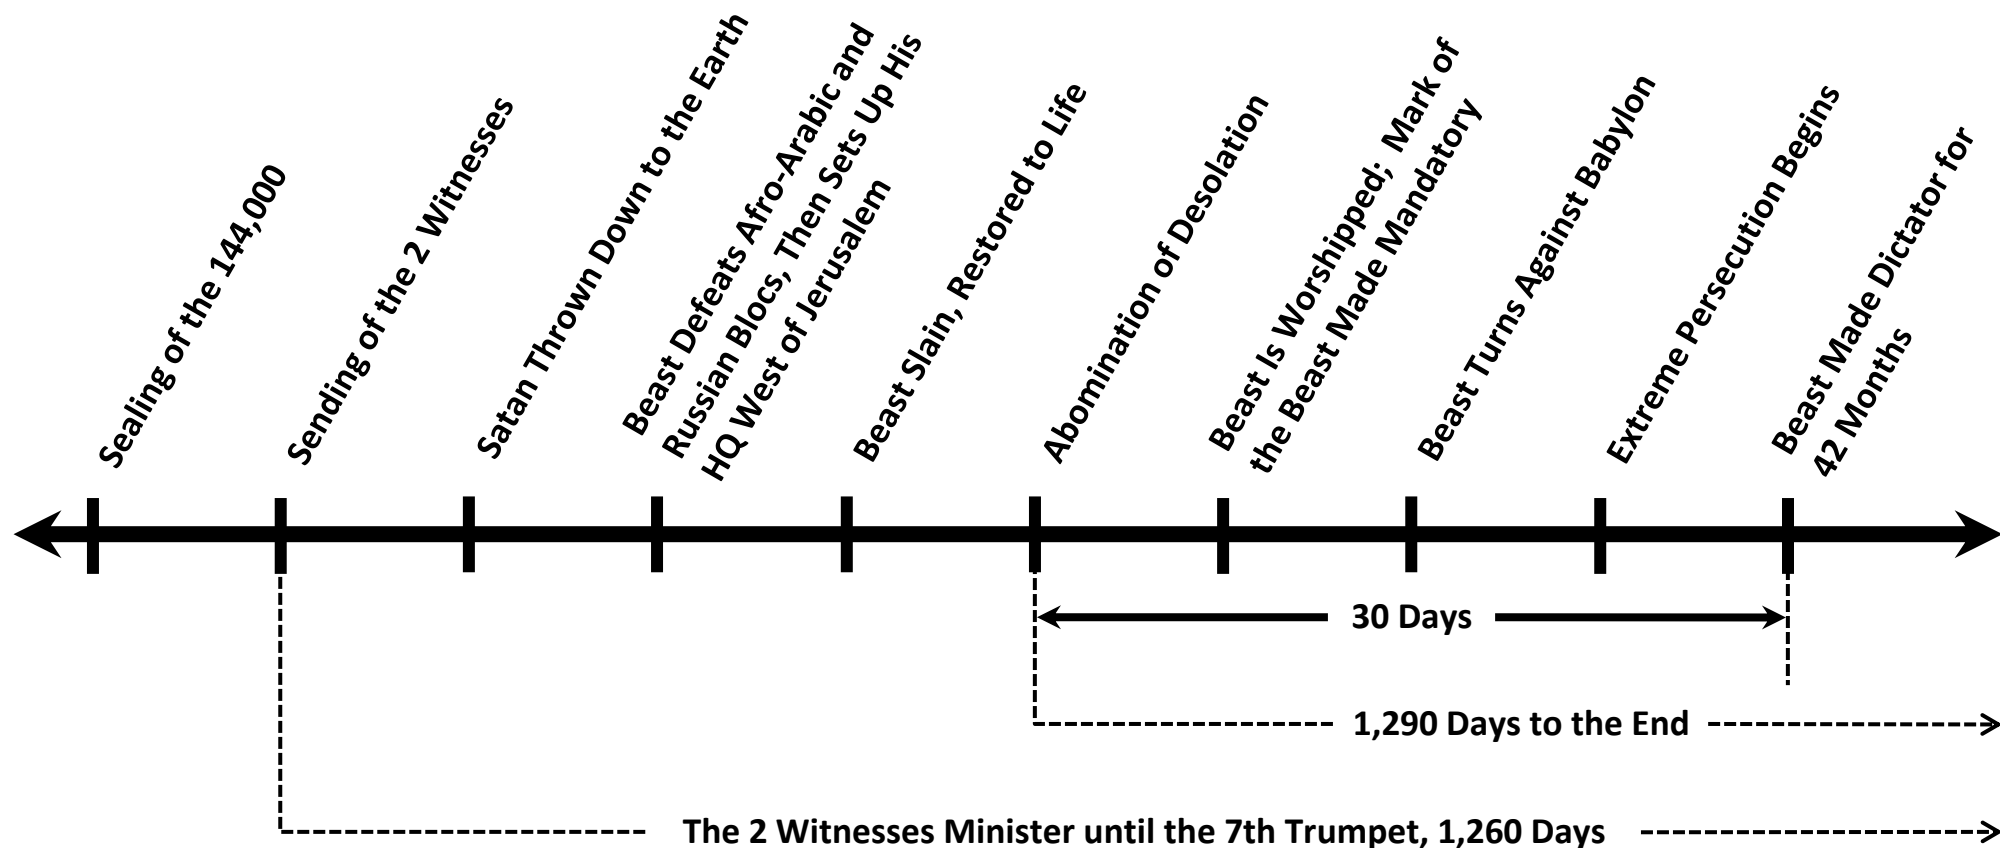 Sealing of the 144,000
Sending of the 2 Witnesses
Satan Thrown Down to the Earth
Beast Defeats Afro-Arabic and
Russian Blocs, Then Sets Up His
HQ West of Jerusalem
Beast Slain, Restored to Life
Abomination of Desolation
Beast Is Worshipped; Mark of
the Beast Made Mandatory
Beast Turns Against Babylon
Extreme Persecution Begins
Beast Made Dictator for
42 Months
30 Days
1,290 Days to the End
The 2 Witnesses Minister until the 7th Trumpet, 1,260 Days